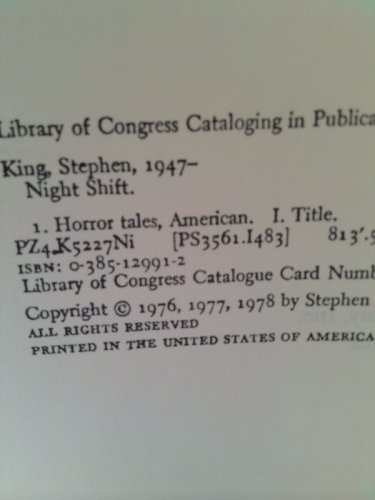 Library of Congress Cataloging in Publica
King, Stephen, 1947–
Night Shift.
1. Horror tales, American. I. Title.
PZ4.K5227Ni [PS3561.I483] 813'.5
ISBN: 0-385-12991-2
Library of Congress Catalogue Card Numb
Copyright © 1976, 1977, 1978 by Stephen
ALL RIGHTS RESERVED
PRINTED IN THE UNITED STATES OF AMERICA